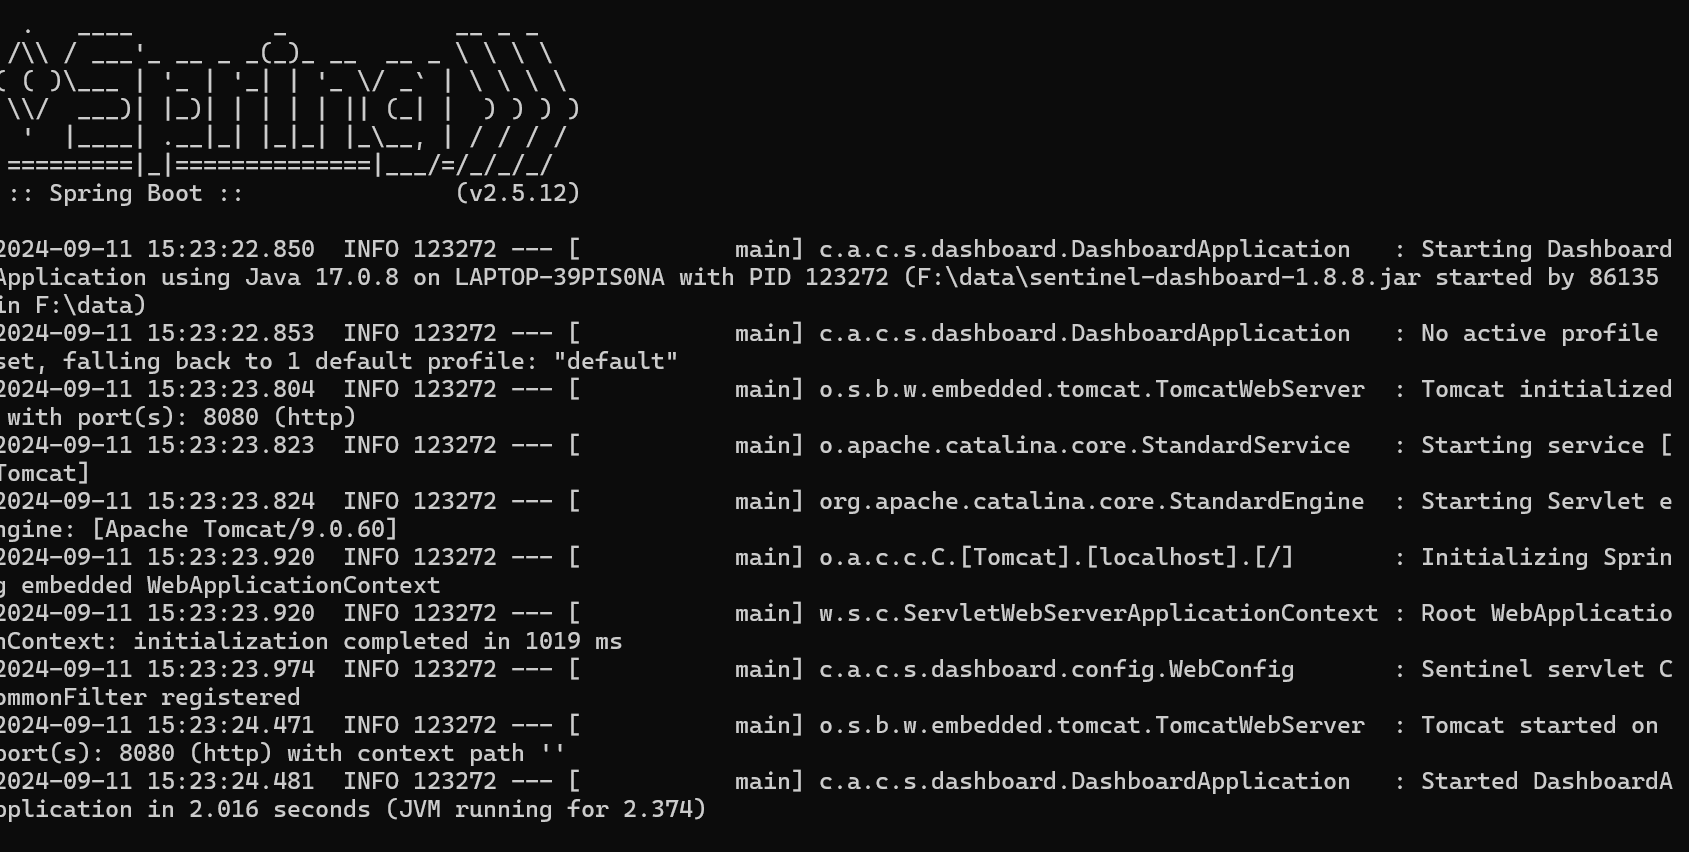 .   ____          _            __ _ _
 /\\ / ___'_ __ _ _(_)_ __  __ _ \ \ \ \
( ( )\___ | '_ | '_| | '_ \/ _` | \ \ \ \
 \\/  ___)| |_)| | | | | || (_| |  ) ) ) )
  '  |____| .__|_| |_|_| |_\__, | / / / /
 =========|_|==============|___/=/_/_/_/
 :: Spring Boot ::               (v2.5.12)

2024-09-11 15:23:22.850  INFO 123272 --- [           main] c.a.c.s.dashboard.DashboardApplication   : Starting Dashboard
Application using Java 17.0.8 on LAPTOP-39PIS0NA with PID 123272 (F:\data\sentinel-dashboard-1.8.8.jar started by 86135
in F:\data)
2024-09-11 15:23:22.853  INFO 123272 --- [           main] c.a.c.s.dashboard.DashboardApplication   : No active profile
set, falling back to 1 default profile: "default"
2024-09-11 15:23:23.804  INFO 123272 --- [           main] o.s.b.w.embedded.tomcat.TomcatWebServer  : Tomcat initialized
 with port(s): 8080 (http)
2024-09-11 15:23:23.823  INFO 123272 --- [           main] o.apache.catalina.core.StandardService   : Starting service [
Tomcat]
2024-09-11 15:23:23.824  INFO 123272 --- [           main] org.apache.catalina.core.StandardEngine  : Starting Servlet e
ngine: [Apache Tomcat/9.0.60]
2024-09-11 15:23:23.920  INFO 123272 --- [           main] o.a.c.c.C.[Tomcat].[localhost].[/]       : Initializing Sprin
g embedded WebApplicationContext
2024-09-11 15:23:23.920  INFO 123272 --- [           main] w.s.c.ServletWebServerApplicationContext : Root WebApplicatio
nContext: initialization completed in 1019 ms
2024-09-11 15:23:23.974  INFO 123272 --- [           main] c.a.c.s.dashboard.config.WebConfig       : Sentinel servlet C
ommonFilter registered
2024-09-11 15:23:24.471  INFO 123272 --- [           main] o.s.b.w.embedded.tomcat.TomcatWebServer  : Tomcat started on
port(s): 8080 (http) with context path ''
2024-09-11 15:23:24.481  INFO 123272 --- [           main] c.a.c.s.dashboard.DashboardApplication   : Started DashboardA
pplication in 2.016 seconds (JVM running for 2.374)